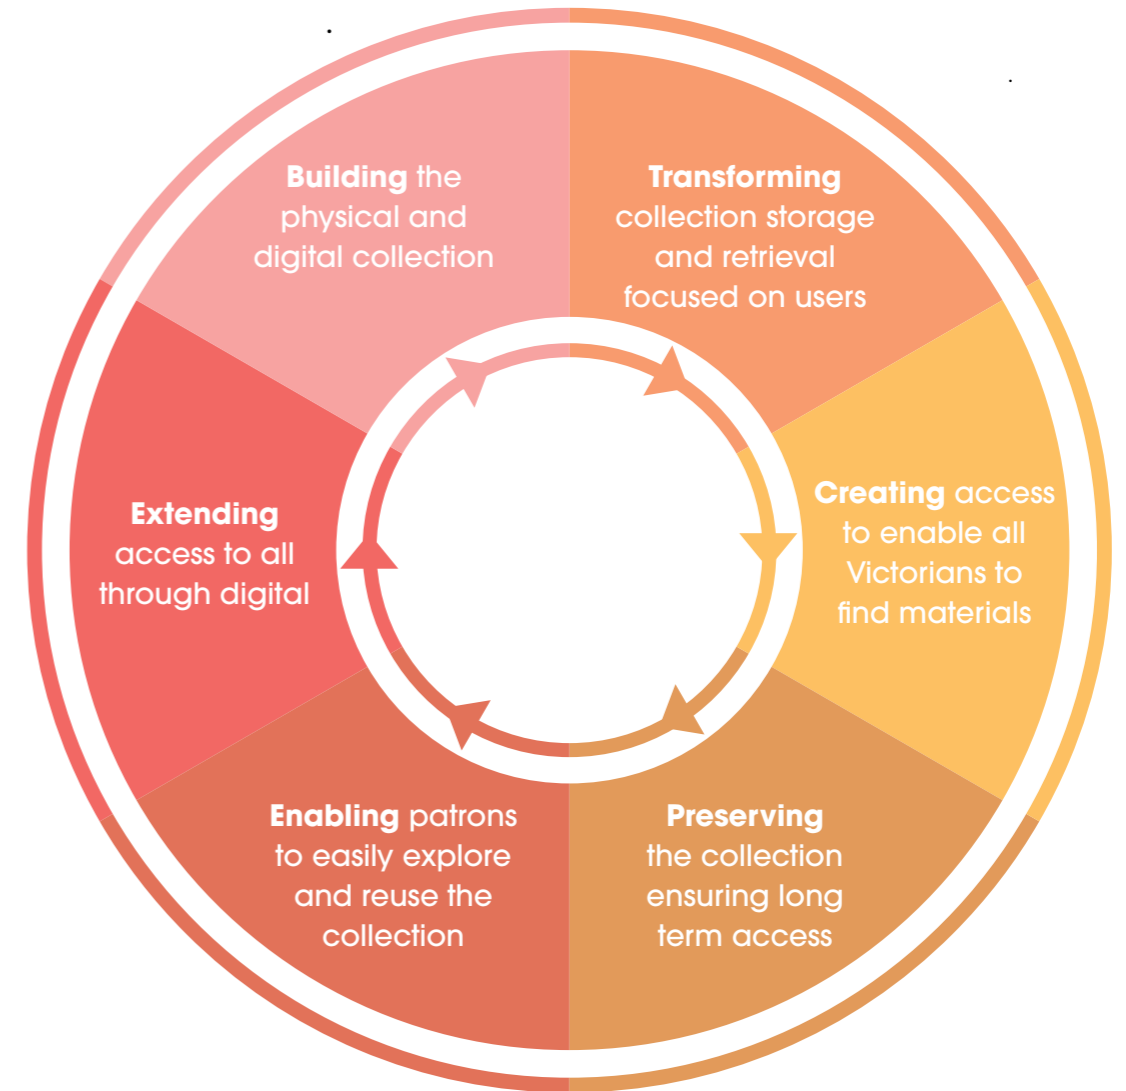 Building the
physical and
digital collection
Transforming
collection storage
and retrieval
focused on users
Creating access
to enable all
Victorians to
find materials
Preserving
the collection
ensuring long
term access
Enabling patrons
to easily explore
and reuse the
collection
Extending
access to all
through digital